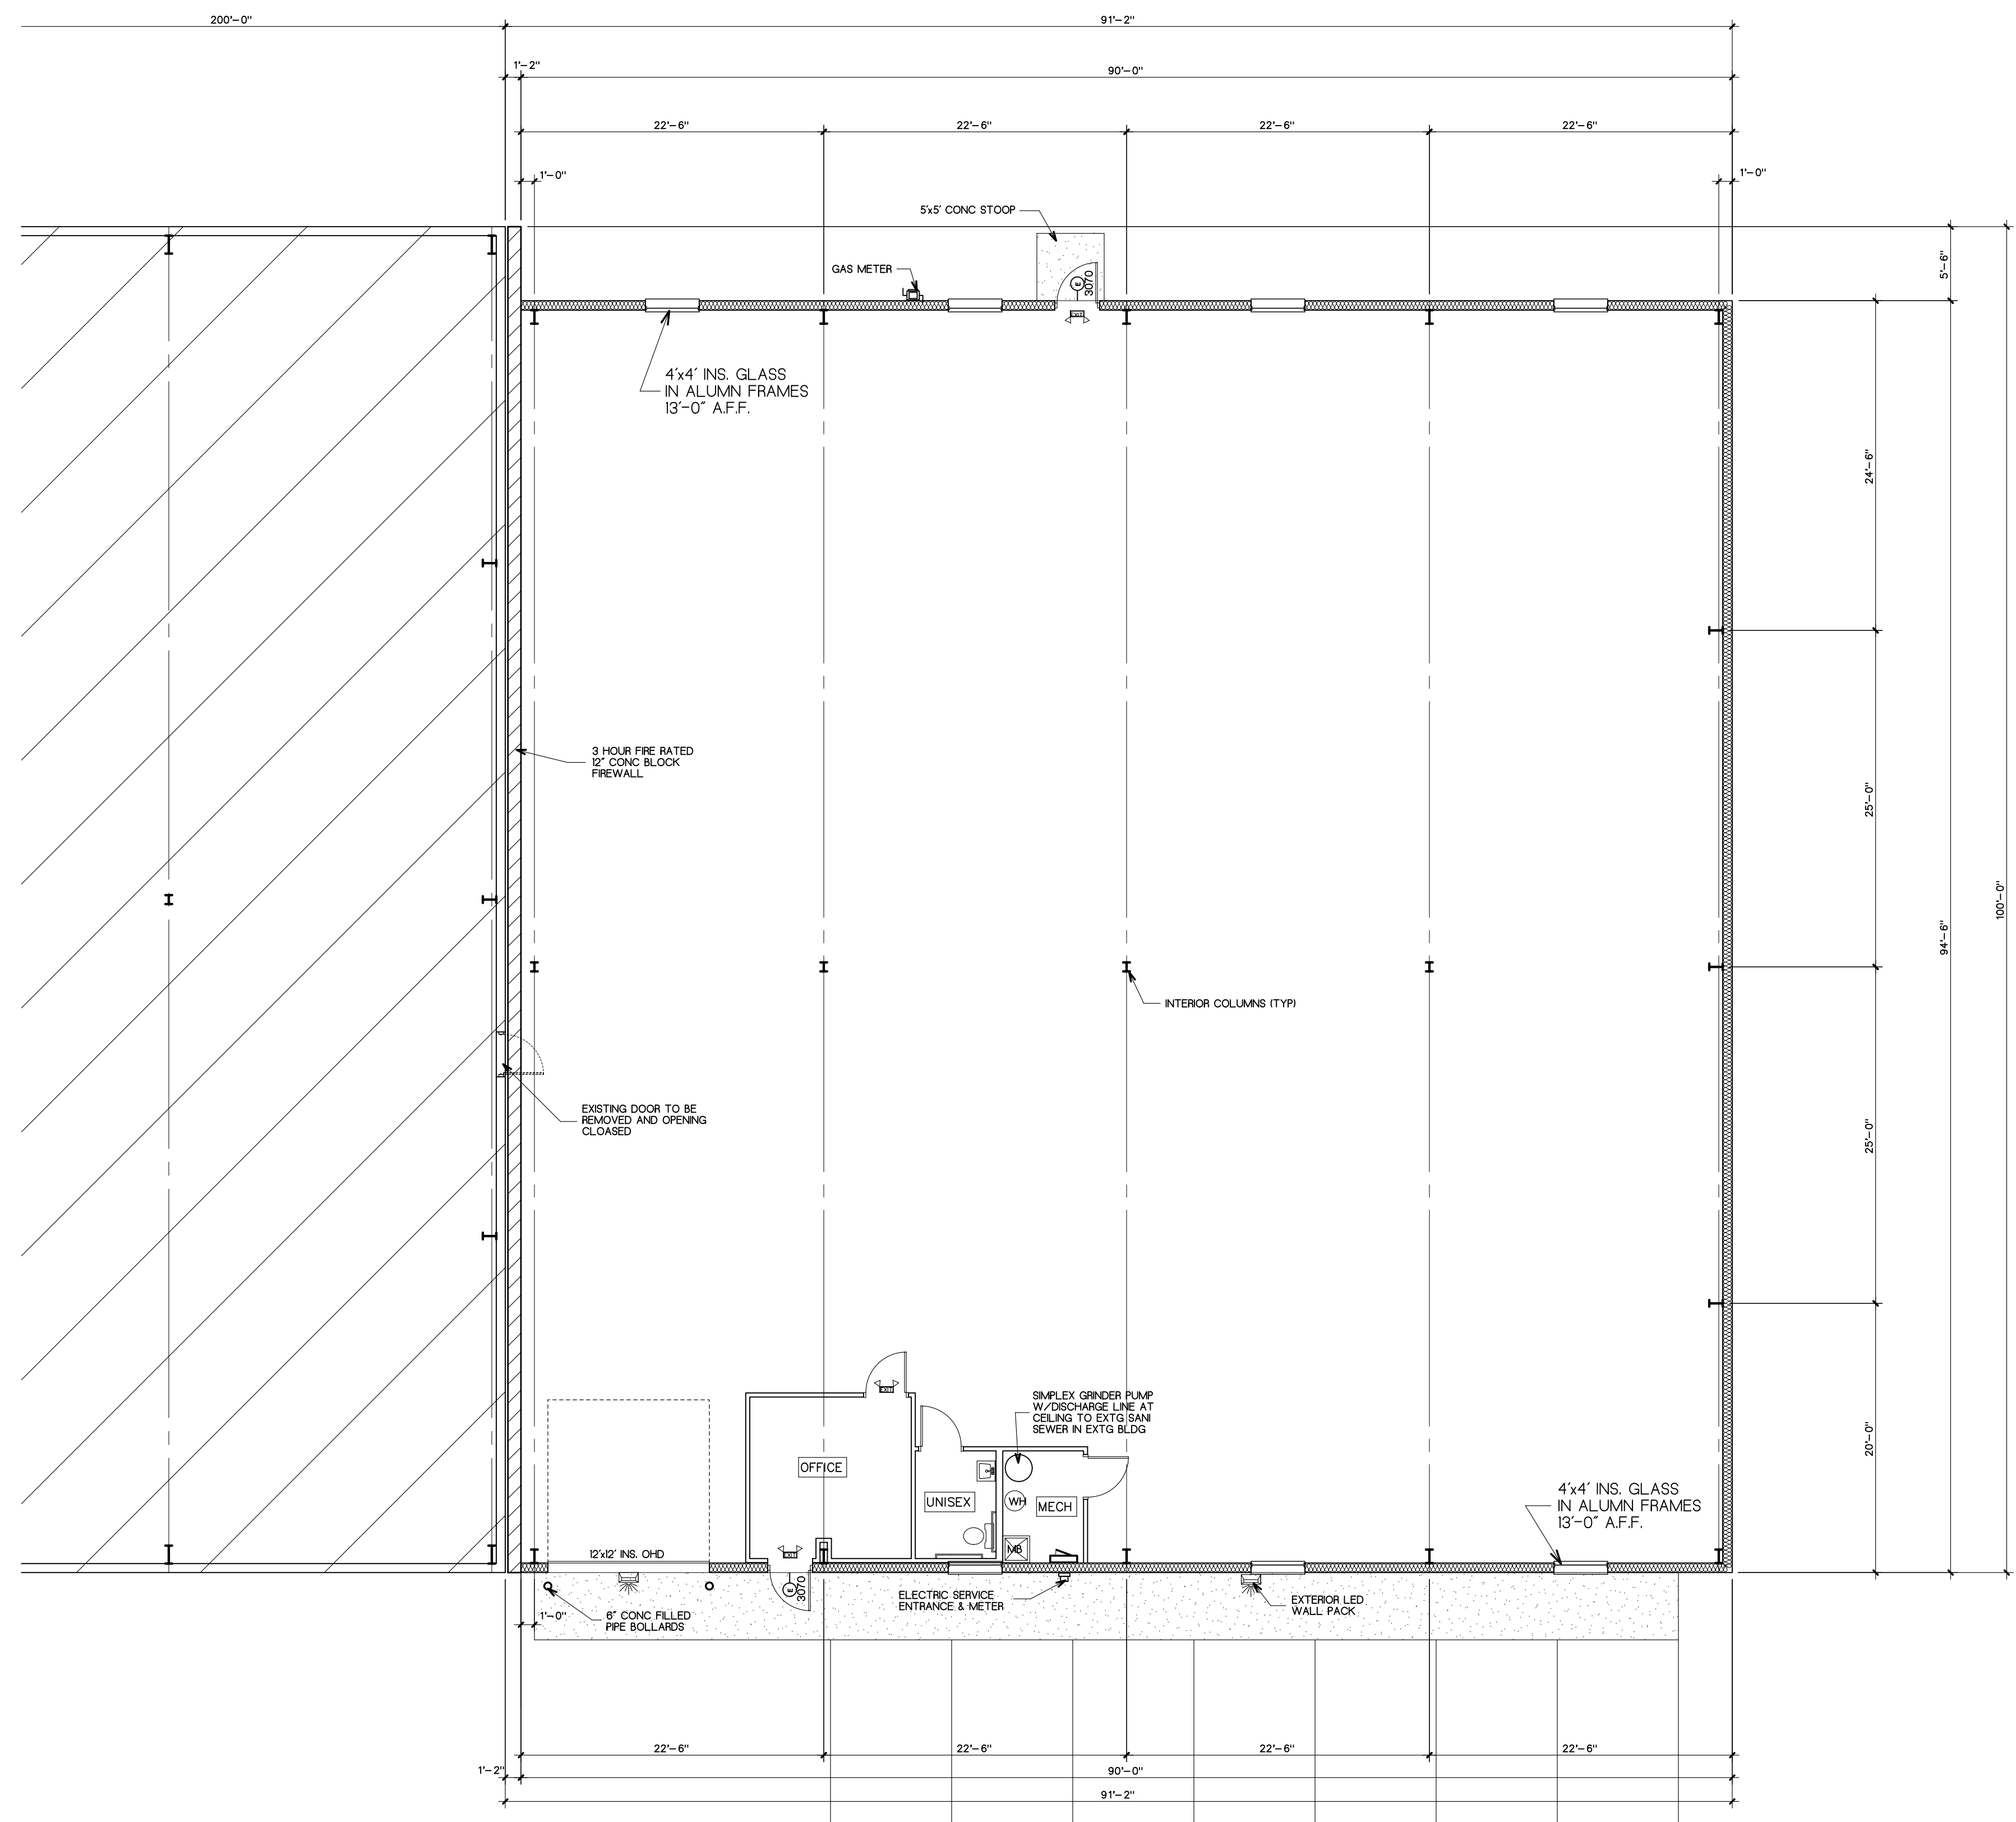 200'-0"
91'-2"
1'-2"
90'-0"
22'-6"
22'-6"
22'-6"
22'-6"
1'-0"
1'-0"
5'x5' CONC STOOP
GAS METER
E
3070
EXIT
5'-6"
4'x4' INS. GLASS
IN ALUMN FRAMES
13'-0" A.F.F.
24'-6"
3 HOUR FIRE RATED
12" CONC BLOCK
FIREWALL
25'-0"
94'-6"
100'-0"
INTERIOR COLUMNS (TYP)
EXISTING DOOR TO BE
REMOVED AND OPENING
CLOASED
25'-0"
EXIT
SIMPLEX GRINDER PUMP
W/DISCHARGE LINE AT
CEILING TO EXTG SANI
SEWER IN EXTG BLDG
OFFICE
UNISEX
WH
MECH
MB
20'-0"
4'x4' INS. GLASS
IN ALUMN FRAMES
13'-0" A.F.F.
12'x12' INS. OHD
EXIT
E
3070
1'-0"
6" CONC FILLED
PIPE BOLLARDS
ELECTRIC SERVICE
ENTRANCE & METER
EXTERIOR LED
WALL PACK
22'-6"
22'-6"
22'-6"
22'-6"
1'-2"
90'-0"
91'-2"